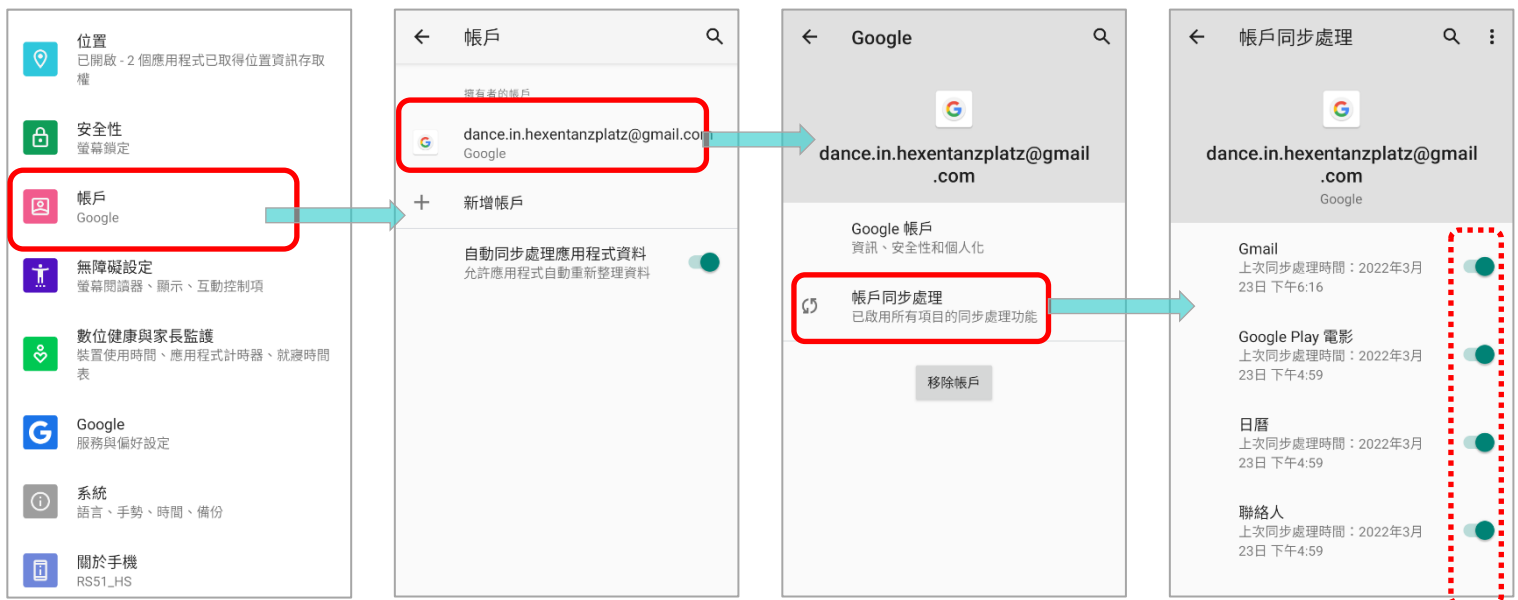 位置
已開啟 - 2 個應用程式已取得位置資訊存取
權
安全性
螢幕鎖定
帳戶
Google
無障礙設定
螢幕閱讀器、顯示、互動控制項
數位健康與家長監護
裝置使用時間、應用程式計時器、就寢時間
表
Google
服務與偏好設定
系統
語言、手勢、時間、備份
關於手機
RS51_HS
帳戶
擁有者的帳戶
dance.in.hexentanzplatz@gmail.com
Google
新增帳戶
自動同步處理應用程式資料
允許應用程式自動重新整理資料
Google
dance.in.hexentanzplatz@gmail
.com
Google 帳戶
資訊、安全性和個人化
帳戶同步處理
已啟用所有項目的同步處理功能
移除帳戶
帳戶同步處理
dance.in.hexentanzplatz@gmail
.com
Google
Gmail
上次同步處理時間：2022年3月
23日 下午6:16
Google Play 電影
上次同步處理時間：2022年3月
23日 下午4:59
日曆
上次同步處理時間：2022年3月
23日 下午4:59
聯絡人
上次同步處理時間：2022年3月
23日 下午4:59